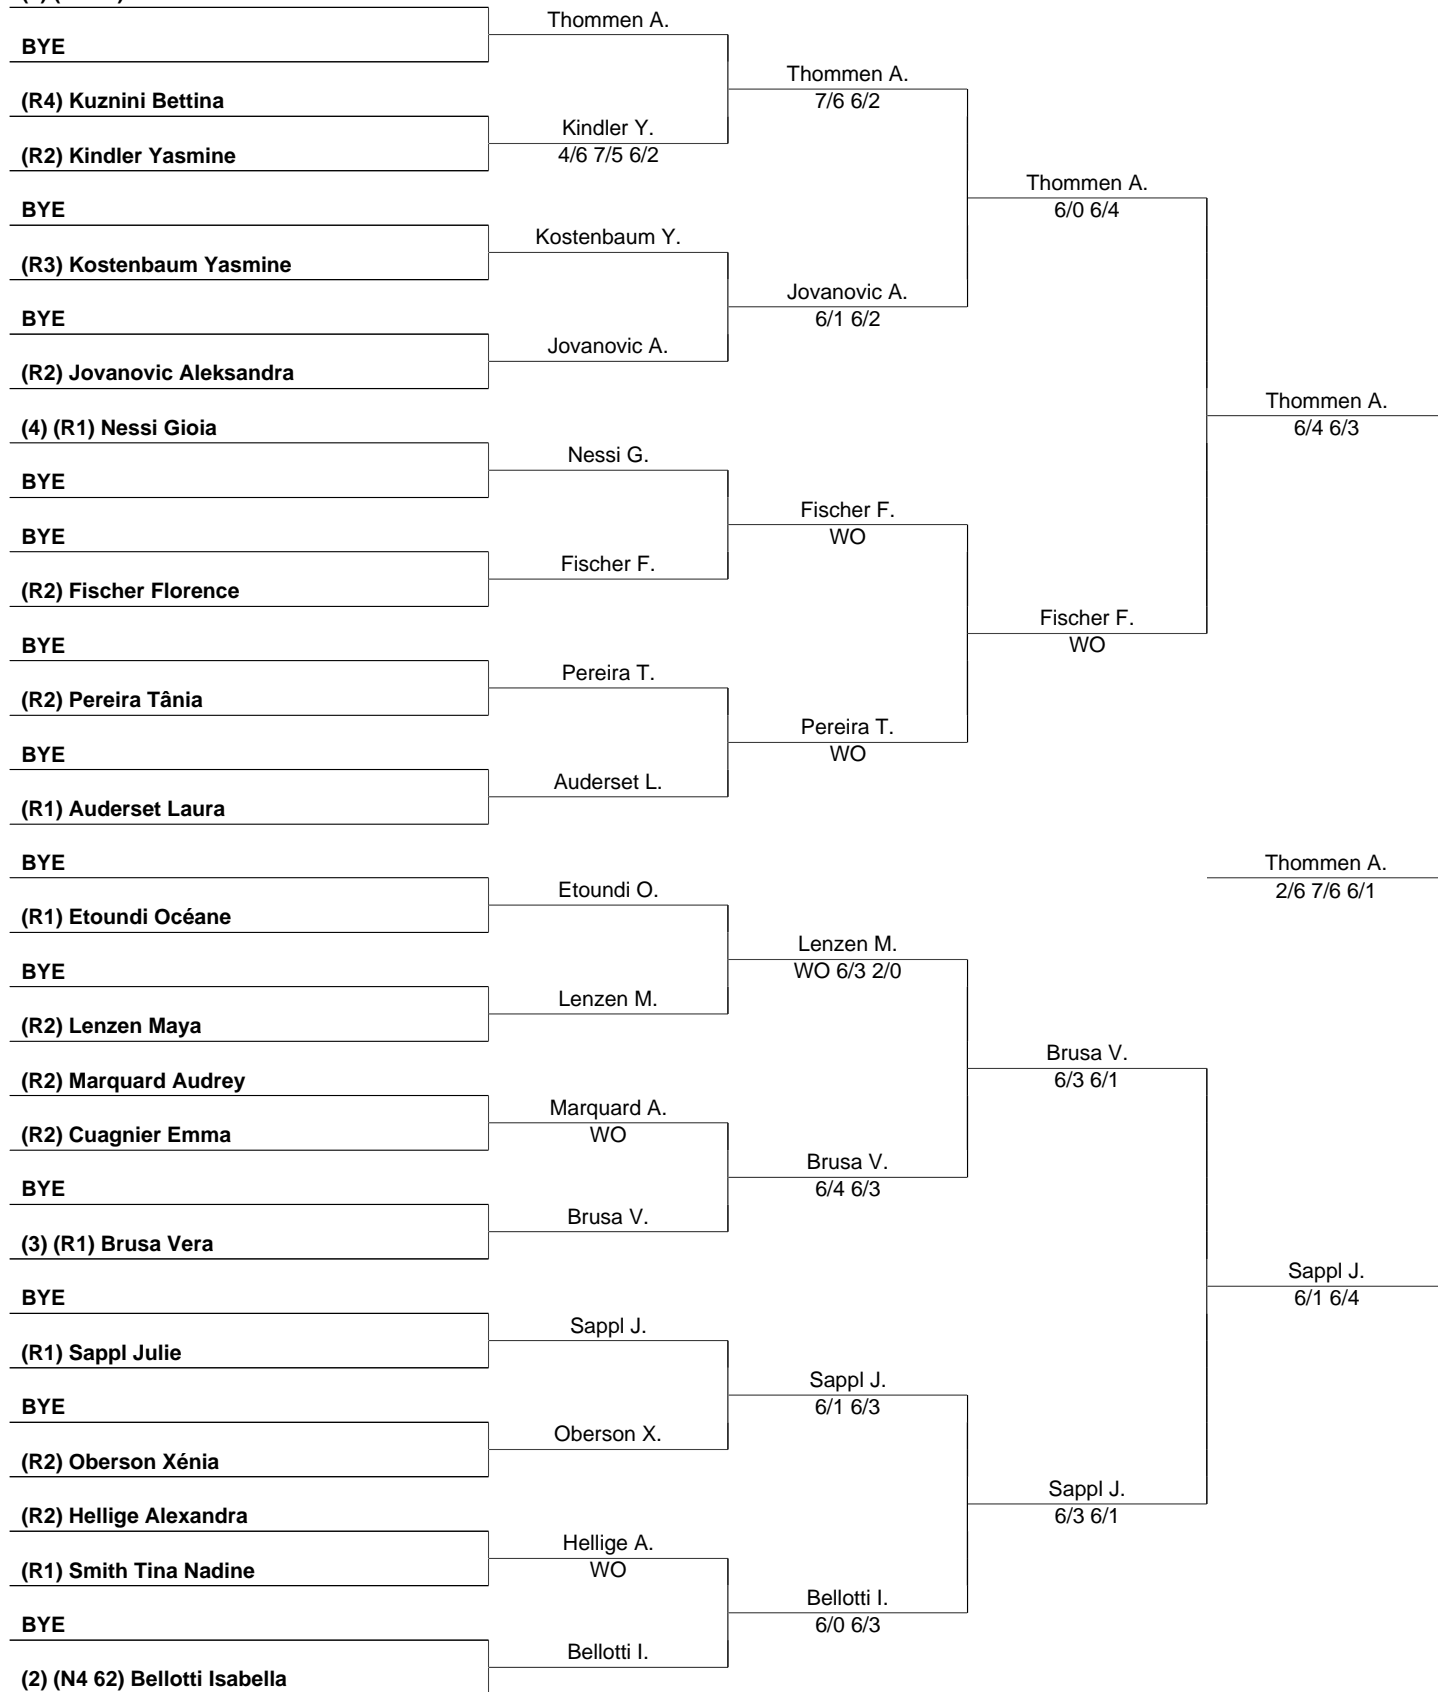 BYE
(R4) Kuznini Bettina
(R2) Kindler Yasmine
BYE
(R3) Kostenbaum Yasmine
BYE
(R2) Jovanovic Aleksandra
(4) (R1) Nessi Gioia
BYE
BYE
(R2) Fischer Florence
BYE
(R2) Pereira Tânia
BYE
(R1) Auderset Laura
BYE
(R1) Etoundi Océane
BYE
(R2) Lenzen Maya
(R2) Marquard Audrey
(R2) Cuagnier Emma
BYE
(3) (R1) Brusa Vera
BYE
(R1) Sappl Julie
BYE
(R2) Oberson Xénia
(R2) Hellige Alexandra
(R1) Smith Tina Nadine
BYE
(2) (N4 62) Bellotti Isabella
Thommen A.
Kindler Y.
4/6 7/5 6/2
Kostenbaum Y.
Jovanovic A.
Nessi G.
Fischer F.
Pereira T.
Auderset L.
Etoundi O.
Lenzen M.
Marquard A.
WO
Brusa V.
Sappl J.
Oberson X.
Hellige A.
WO
Bellotti I.
Thommen A.
7/6 6/2
Jovanovic A.
6/1 6/2
Fischer F.
WO
Pereira T.
WO
Lenzen M.
WO 6/3 2/0
Brusa V.
6/4 6/3
Sappl J.
6/1 6/3
Bellotti I.
6/0 6/3
Thommen A.
6/0 6/4
Fischer F.
WO
Brusa V.
6/3 6/1
Sappl J.
6/3 6/1
Thommen A.
6/4 6/3
Thommen A.
2/6 7/6 6/1
Sappl J.
6/1 6/4